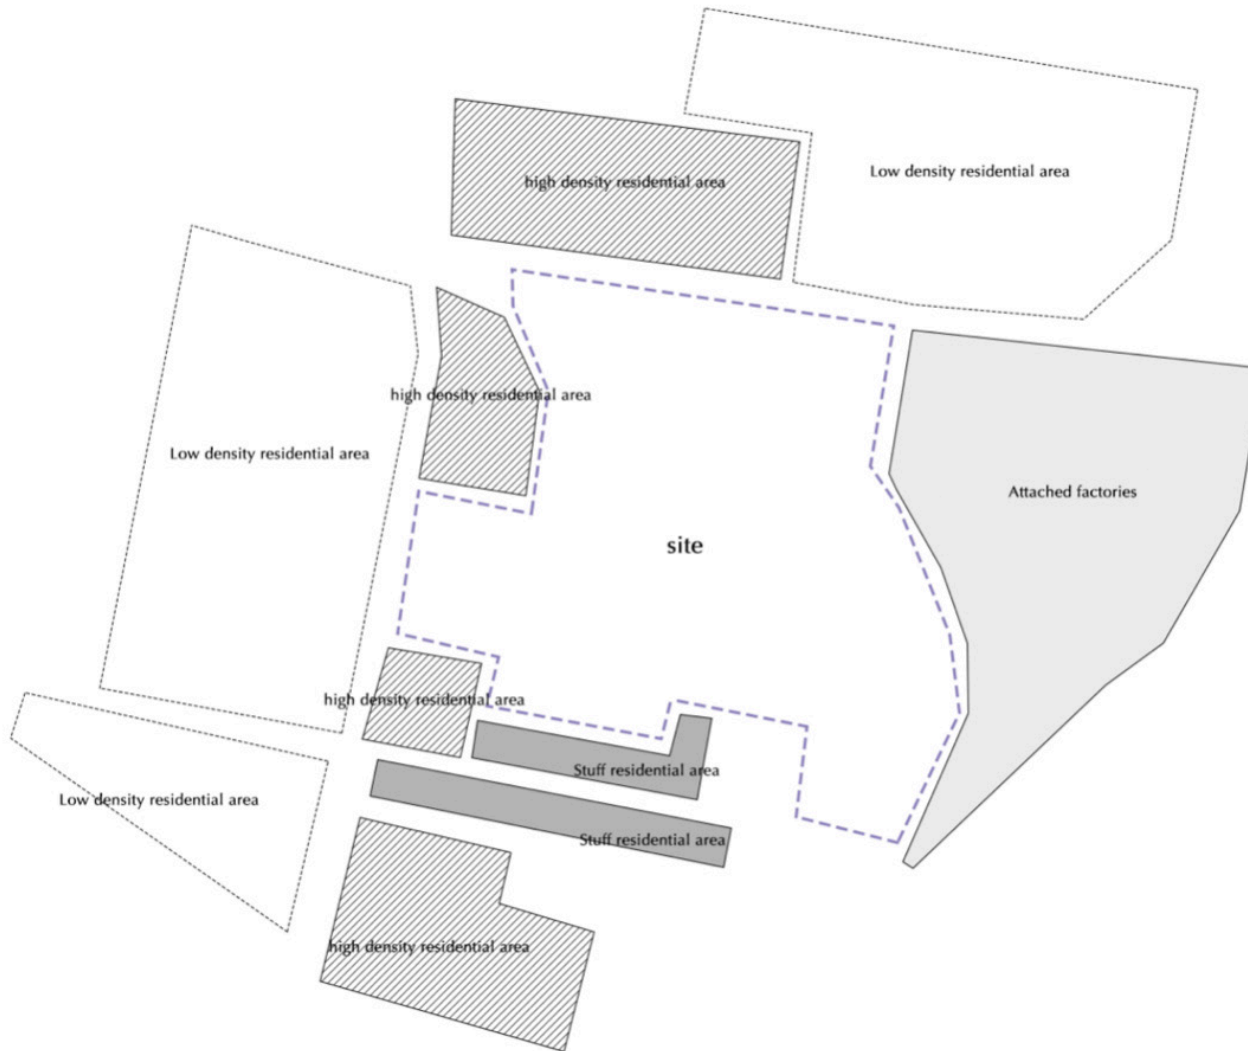 Low density residential area
high density residential area
high density residential area
Low density residential area
Attached factories
site
high density residential area
Stuff residential area
Low density residential area
Stuff residential area
high density residential area